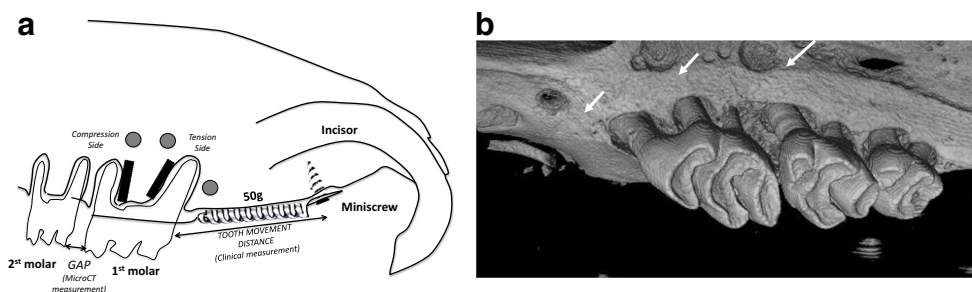 a
b
Compression
Side
Tension
Side
Incisor
50g
Miniscrew
TOOTH MOVEMENT
DISTANCE
(Clinical measurement)
2st molar
GAP
(MicroCT
measurement)
1st molar